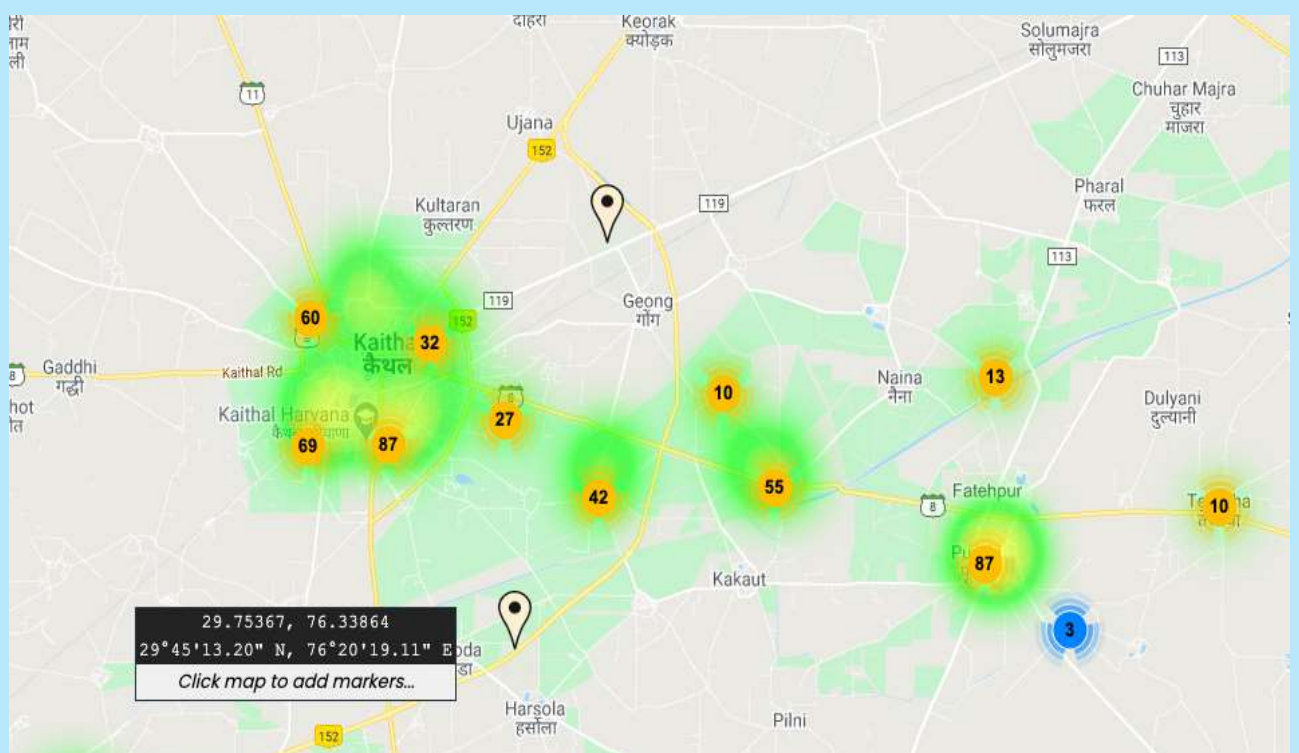 दोहरा
Keorak
क्योड़क
Solumajra
सोलुमजरा
113
Chuhar Majra
चुहार
माजरा
11
Ujana
152
Pharal
फरल
Kultaran
कुल्तरण
119
113
Geong
गोंग
119
60
152
32
कैथल
Gaddhi
गढ़ी
8
Kaithal Rd
Naina
नैना
13
Dulyani
दुल्यानी
10
8
27
Kaithal Haryana
69
87
42
55
Fatehpur
8
10
87
Kakaut
3
29.75367, 76.33864
29°45'13.20" N, 76°20'19.11" E
Click map to add markers...
Harsola
हर्सोला
Pilni
152